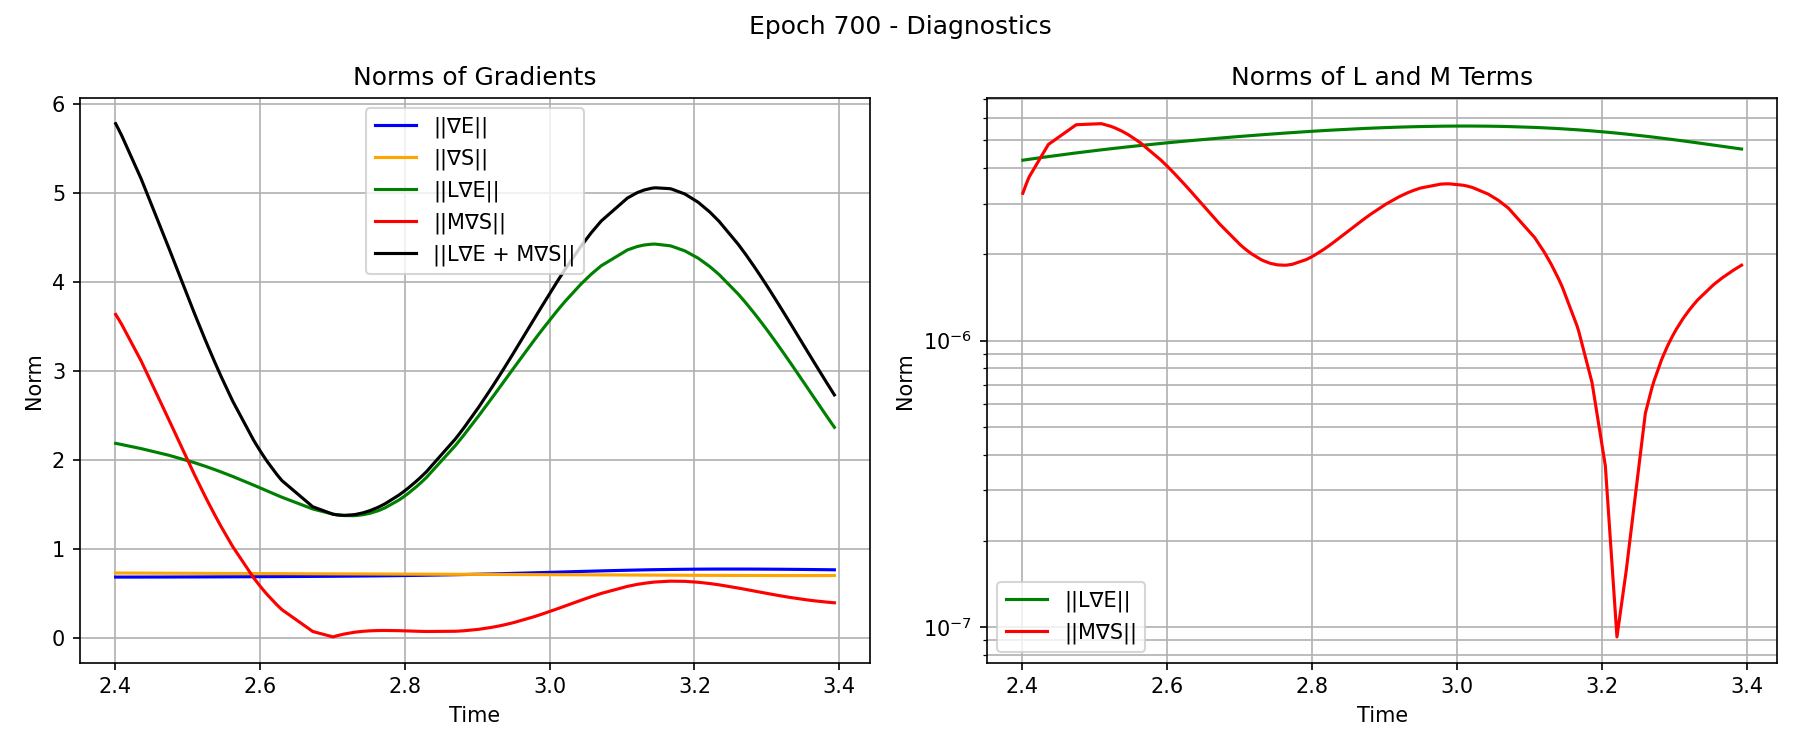 Epoch 700 - Diagnostics
Norms of Gradients
6
5
4
3
2
1
0
Norm
||∇E||
||∇S||
||L∇E||
||M∇S||
||L∇E + M∇S||
2.4 2.6 2.8 3.0 3.2 3.4
Time
Norms of L and M Terms
10⁻⁶
10⁻⁷
Norm
||L∇E||
||M∇S||
2.4 2.6 2.8 3.0 3.2 3.4
Time